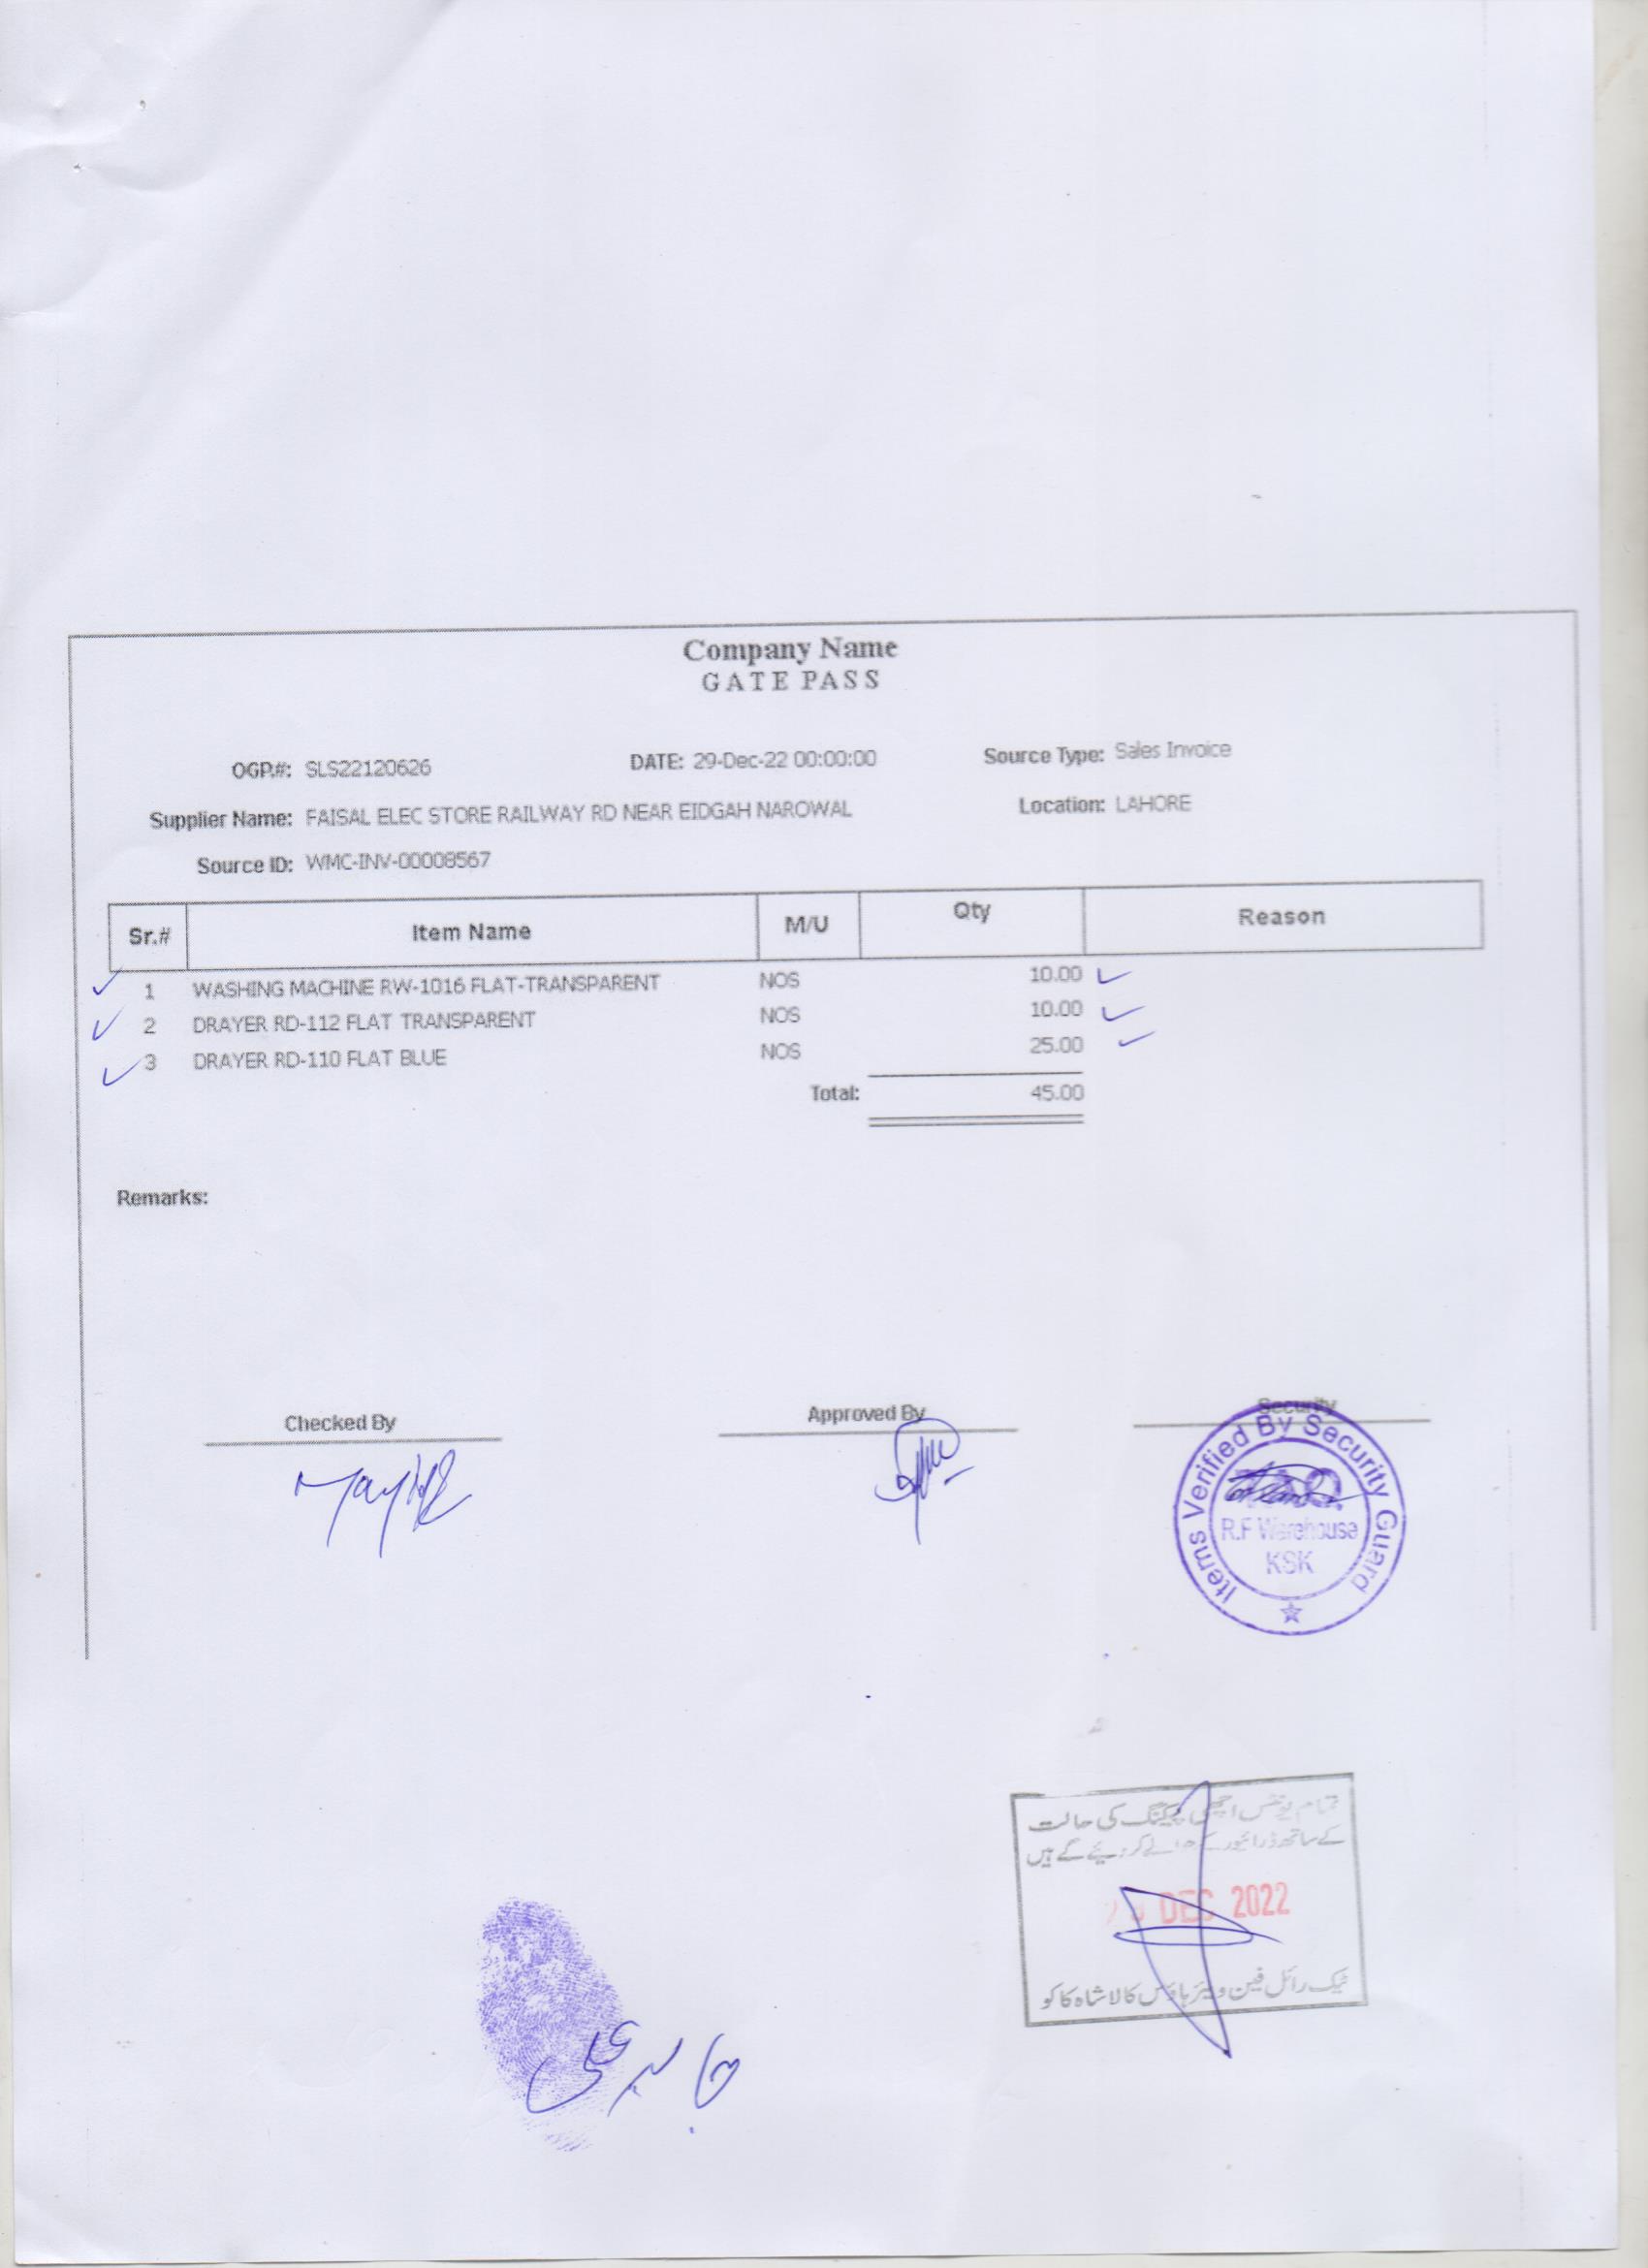 Company Name
GATE PASS
OGP.#: SLS22120626 DATE: 29-Dec-22 00:00:00 Source Type: Sales Invoice
Supplier Name: FAISAL ELEC STORE RAILWAY RD NEAR EIDGAH NAROWAL Location: LAHORE
Source ID: WMC-INV-00008567
Sr.# Item Name M/U Qty Reason
1 WASHING MACHINE RW-1016 FLAT-TRANSPARENT NOS 10.00
2 DRAYER RD-112 FLAT TRANSPARENT NOS 10.00
3 DRAYER RD-110 FLAT BLUE NOS 25.00
Total: 45.00
Remarks:
Checked By Approved By Security
Items Verified By Security Guard
R.F Warehouse
KSK
تمام یونٹس اچھی پیکنگ کی حالت
کے ساتھ ڈرائیور کے حوالے کر دیئے گے ہیں
DEC 2022
ٹیک رائل فین ویئر ہاؤس کالا شاہ کاکو